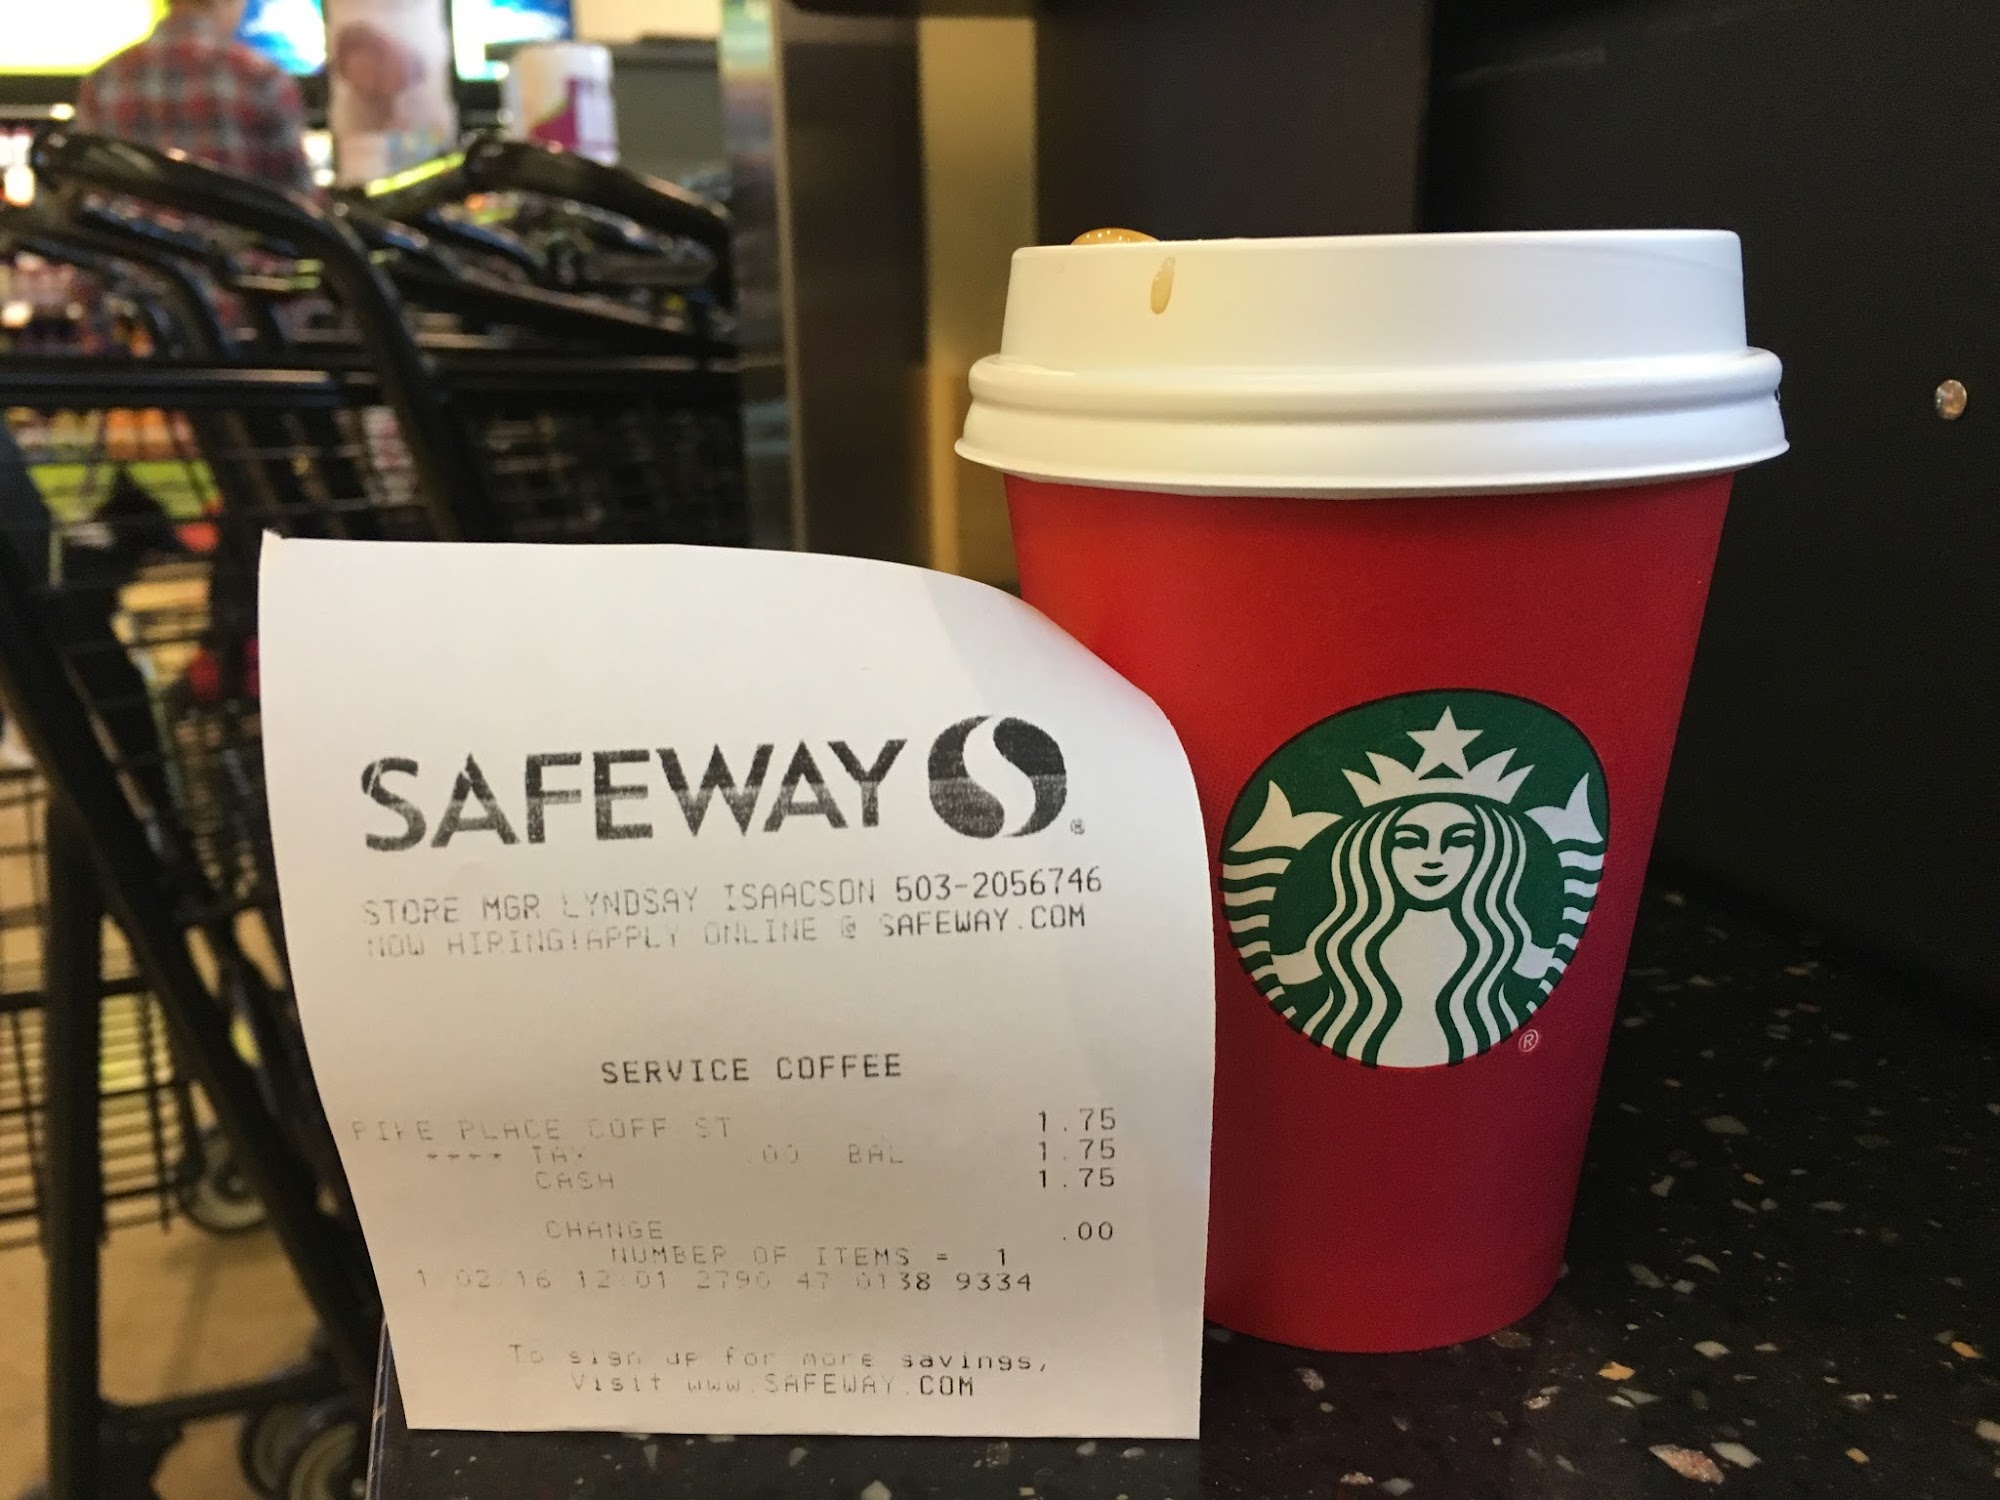 SAFEWAY ®
STORE MGR LYNDSAY ISAACSON 503-2056746
NOW HIRING!APPLY ONLINE @ SAFEWAY.COM
SERVICE COFFEE
PIKE PLACE COFF ST 1.75
**** TAX .00 BAL 1.75
CASH 1.75
CHANGE .00
NUMBER OF ITEMS = 1
1 02 16 12:01 2790 47 0138 9334
To sign up for more savings,
Visit www.SAFEWAY.COM
®